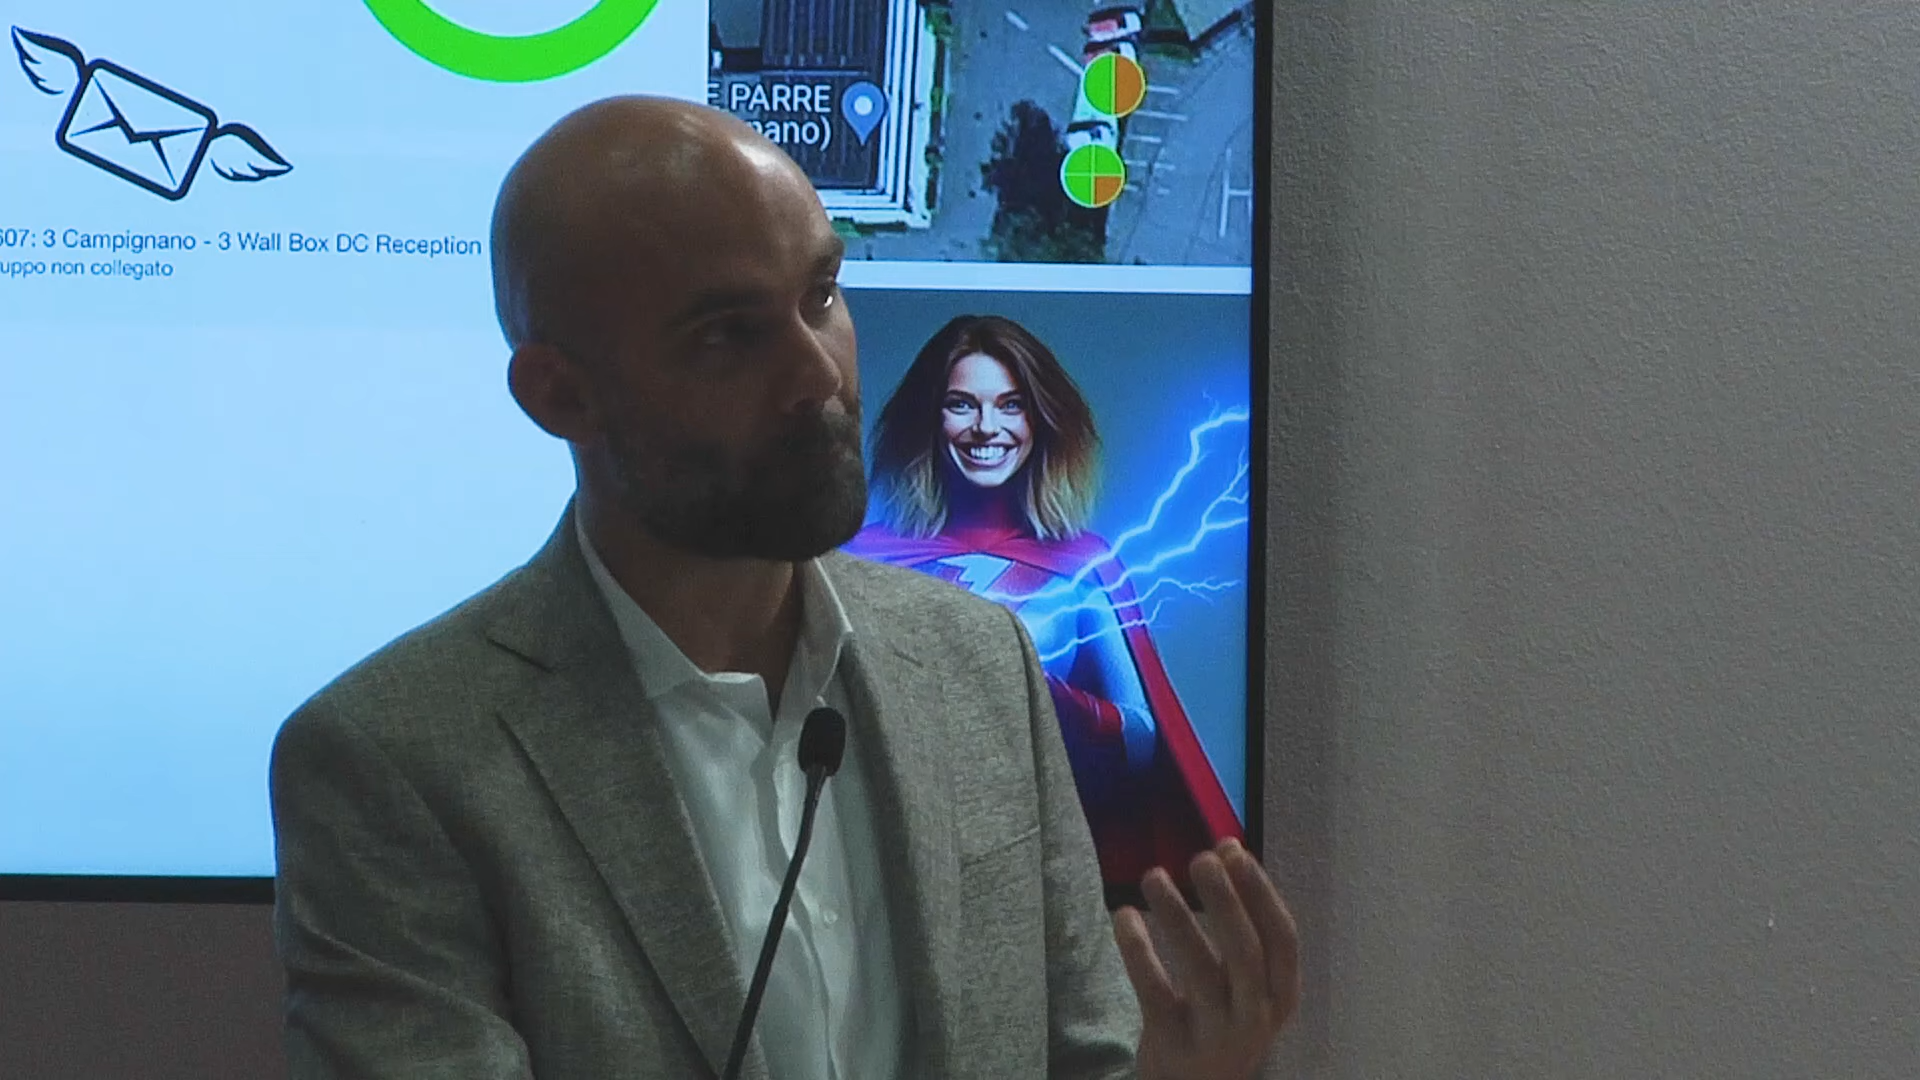 E PARRE
nano)
607: 3 Campignano - 3 Wall Box DC Reception
uppo non collegato